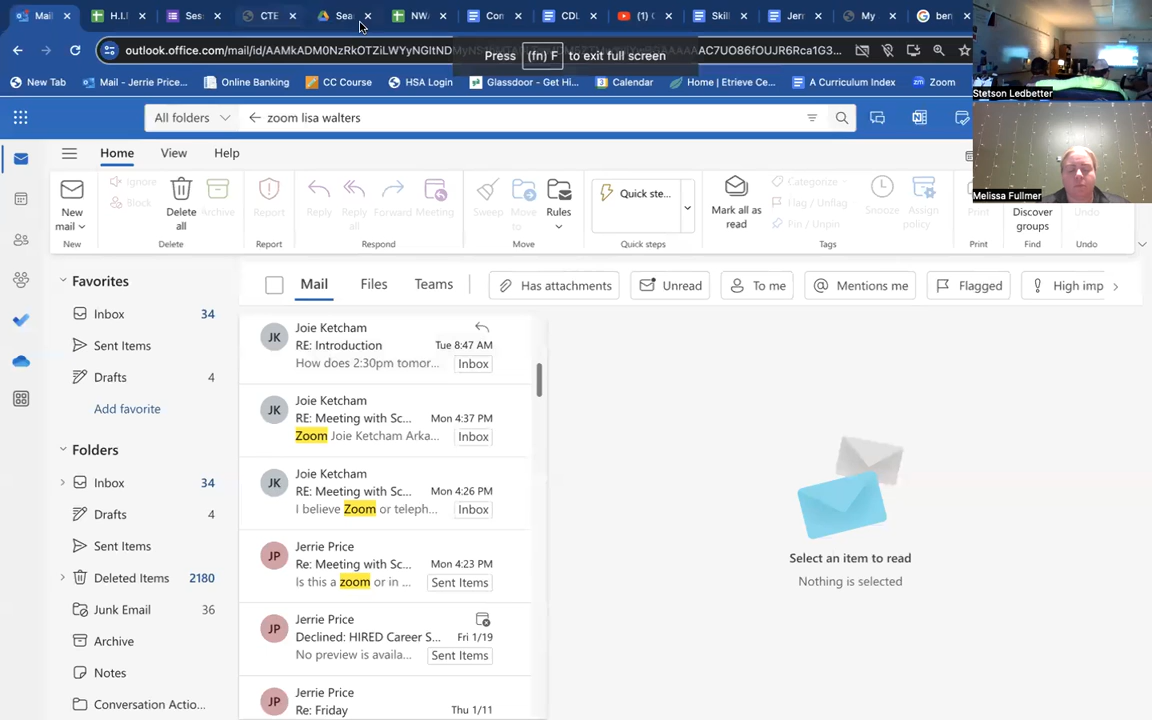 Mail
H.I.
Ses
CTE
Sea
NW
Con
CDL
(1)
Skill
Jerr
My
ber
outlook.office.com/mail/id/AAMkADM0NzRkOTZiLWYyNGItND
AC7UO86fOUJR6Rca1G3...
Press (fn) F to exit full screen
New Tab
Mail - Jerrie Price...
Online Banking
CC Course
HSA Login
Glassdoor - Get Hi...
Calendar
Home | Etrieve Ce...
A Curriculum Index
Zoom
Stetson Ledbetter
All folders
zoom lisa walters
Home
View
Help
Melissa Fullmer
New mail
Delete all
Ignore
Block
Archive
Report
Reply
Reply all
Forward
Meeting
Sweep
Move to
Rules
Quick ste...
Mark all as read
Categorize
Flag / Unflag
Pin / Unpin
Snooze
Assign policy
Print
Discover groups
Undo
New
Delete
Report
Respond
Move
Quick steps
Tags
Print
Find
Undo
Favorites
Inbox 34
Sent Items
Drafts 4
Add favorite
Folders
Inbox 34
Drafts 4
Sent Items
Deleted Items 2180
Junk Email 36
Archive
Notes
Conversation Actio...
Mail
Files
Teams
Has attachments
Unread
To me
Mentions me
Flagged
High imp
Joie Ketcham
RE: Introduction Tue 8:47 AM
How does 2:30pm tomor... Inbox
Joie Ketcham
RE: Meeting with Sc... Mon 4:37 PM
Zoom Joie Ketcham Arka... Inbox
Joie Ketcham
RE: Meeting with Sc... Mon 4:26 PM
I believe Zoom or teleph... Inbox
Jerrie Price
Re: Meeting with Sc... Mon 4:23 PM
Is this a zoom or in ... Sent Items
Jerrie Price
Declined: HIRED Career S... Fri 1/19
No preview is availa... Sent Items
Jerrie Price
Re: Friday Thu 1/11
Select an item to read
Nothing is selected